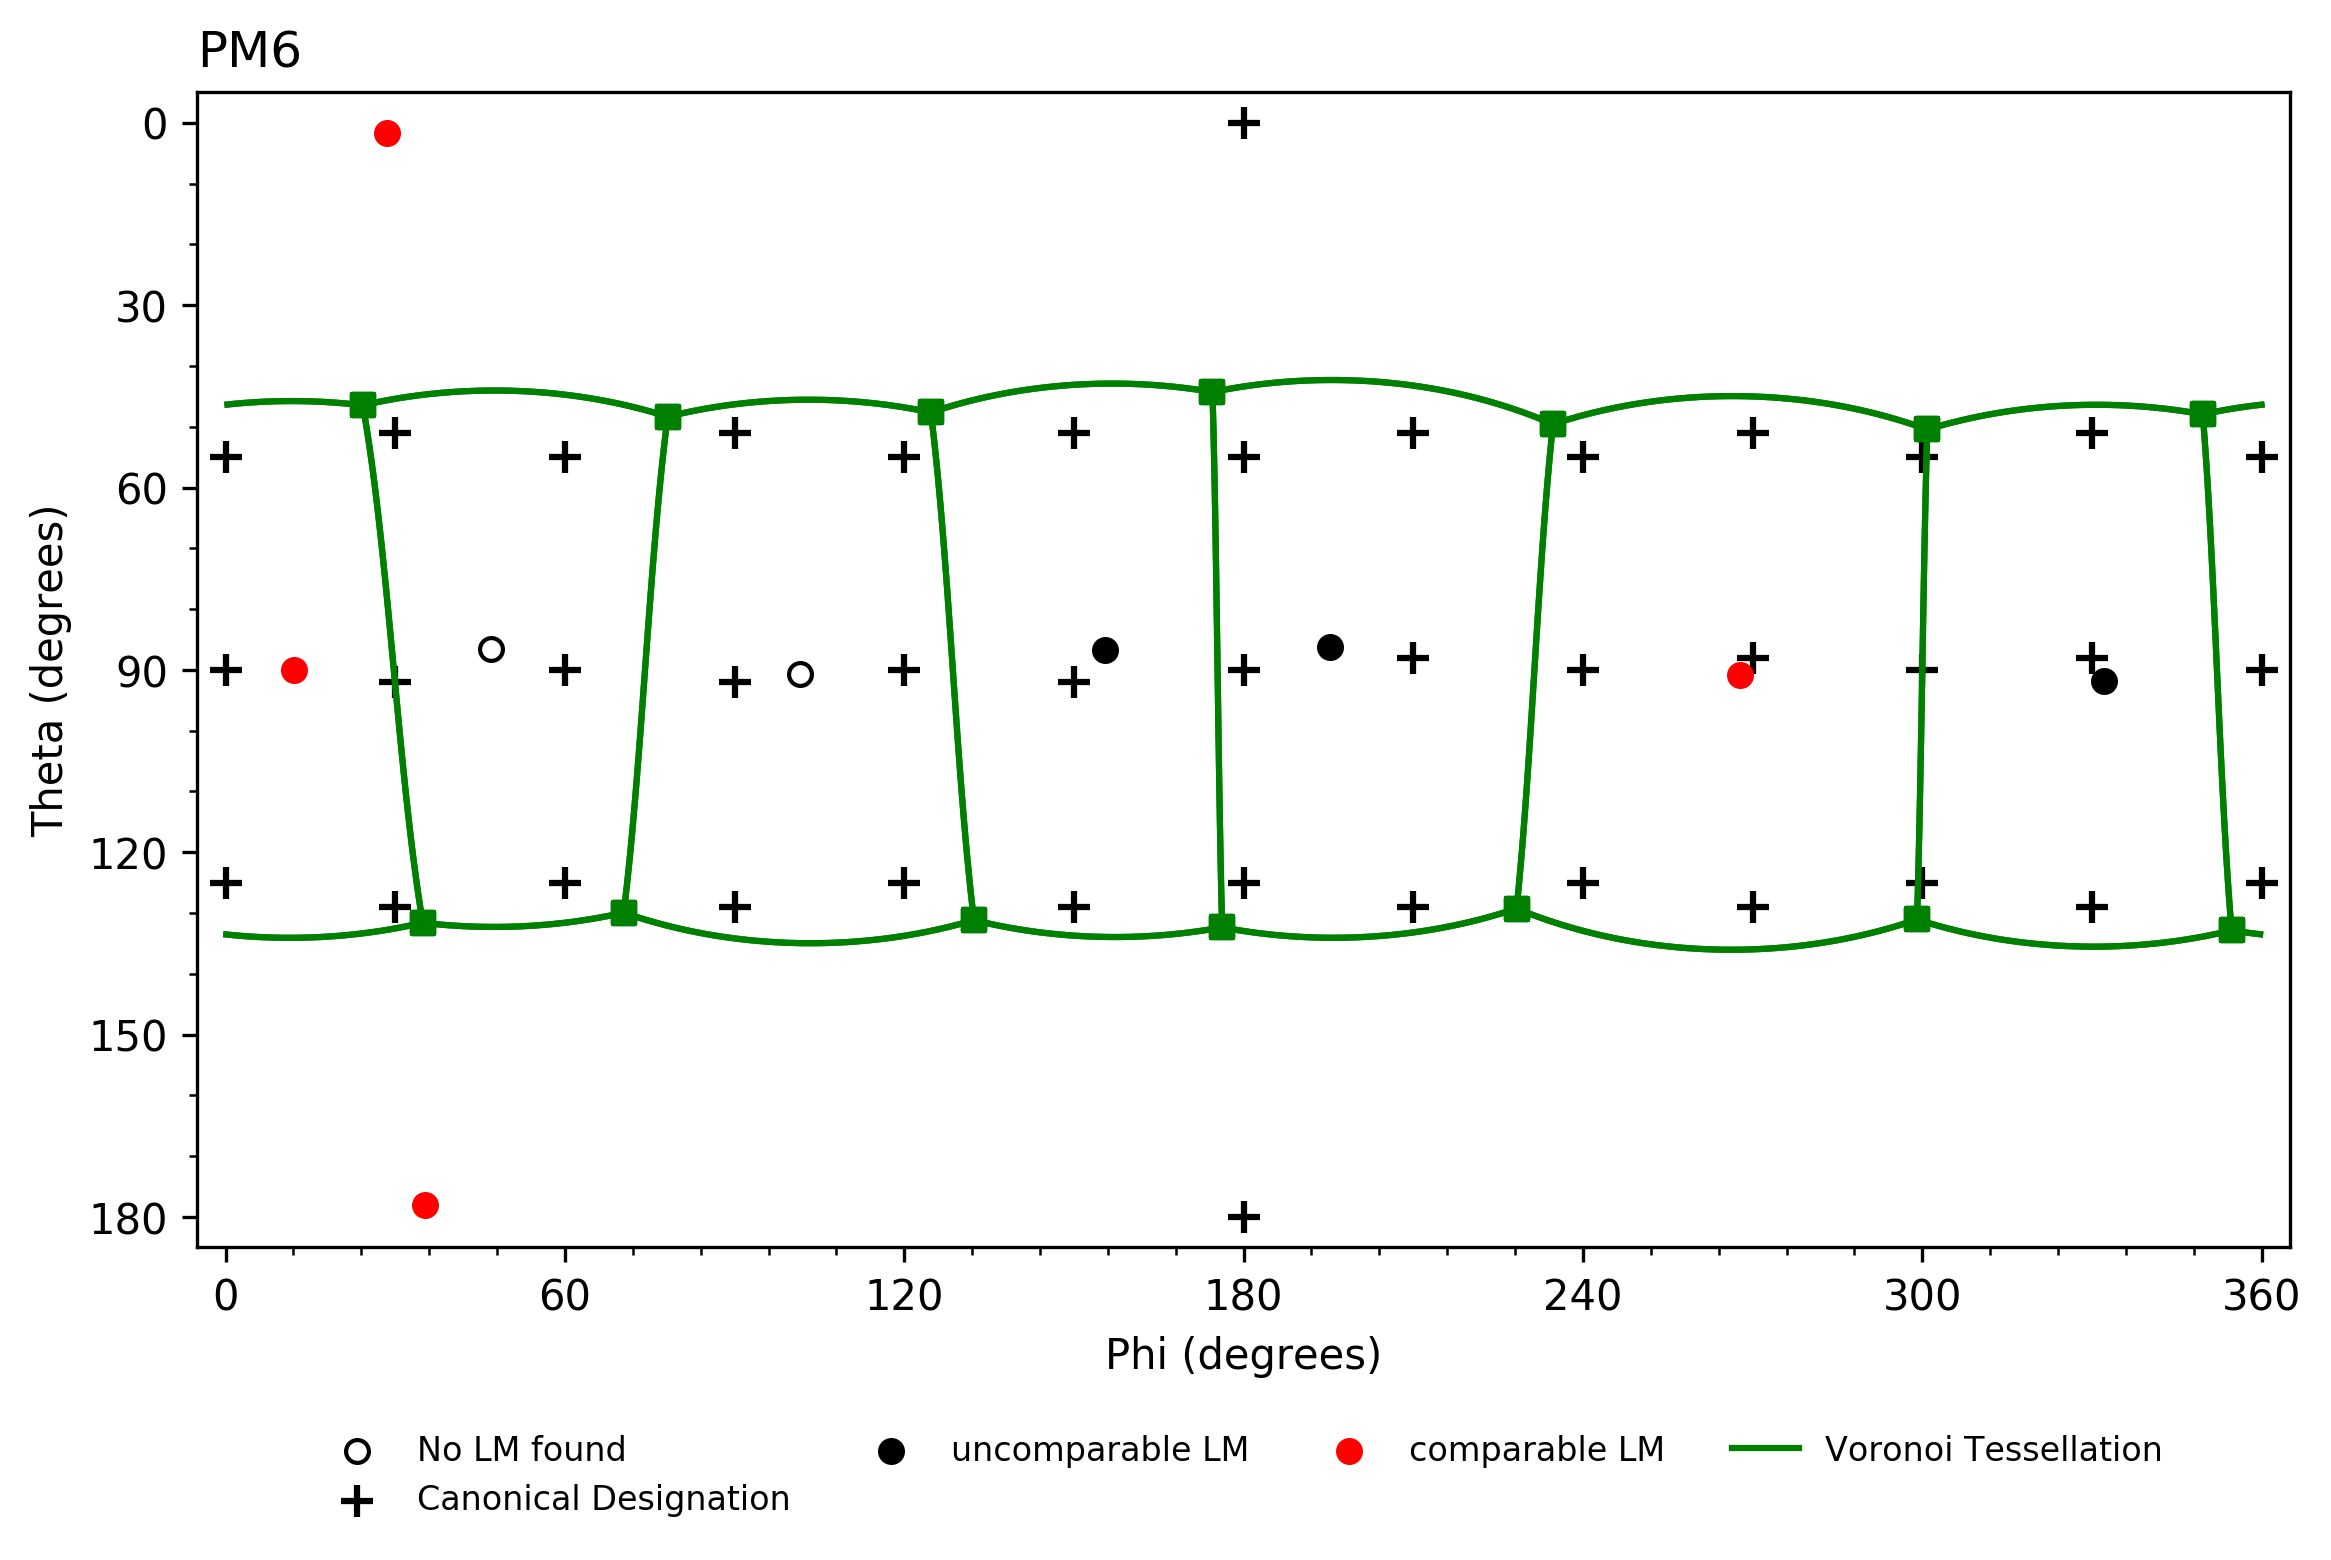 PM6
0
30
60
90
120
150
180
Theta (degrees)
0 60 120 180 240 300 360
Phi (degrees)
No LM found uncomparable LM comparable LM Voronoi Tessellation
Canonical Designation